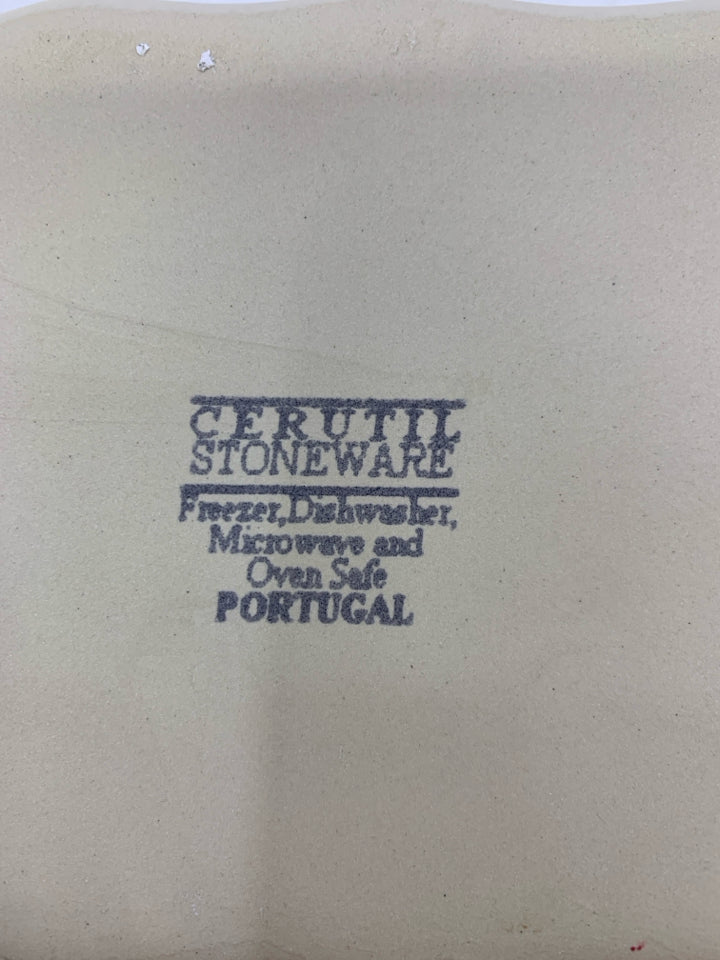 CERUTIL
STONEWARE
Freezer, Dishwasher,
Microwave and
Oven Safe
PORTUGAL